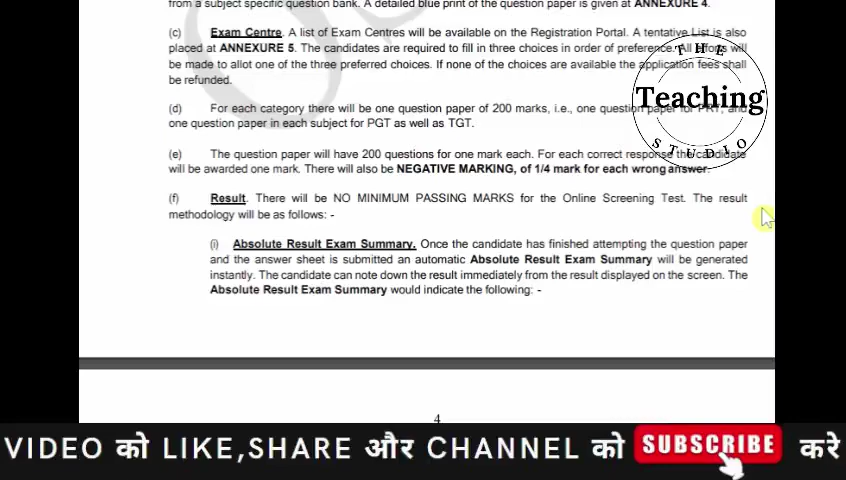 from a subject specific question bank. A detailed blue print of the question paper is given at ANNEXURE 4.
(c) Exam Centre. A list of Exam Centres will be available on the Registration Portal. A tentative List is also
placed at ANNEXURE 5. The candidates are required to fill in three choices in order of preference. All efforts will
be made to allot one of the three preferred choices. If none of the choices are available the application fees shall
be refunded.
(d) For each category there will be one question paper of 200 marks, i.e., one question paper for PRT, and
one question paper in each subject for PGT as well as TGT.
(e) The question paper will have 200 questions for one mark each. For each correct response the candidate
will be awarded one mark. There will also be NEGATIVE MARKING, of 1/4 mark for each wrong answer.
(f) Result. There will be NO MINIMUM PASSING MARKS for the Online Screening Test. The result
methodology will be as follows: -
(i) Absolute Result Exam Summary. Once the candidate has finished attempting the question paper
and the answer sheet is submitted an automatic Absolute Result Exam Summary will be generated
instantly. The candidate can note down the result immediately from the result displayed on the screen. The
Absolute Result Exam Summary would indicate the following: -
4
THE
Teaching
STUDIO
VIDEO को LIKE,SHARE और CHANNEL को SUBSCRIBE करे